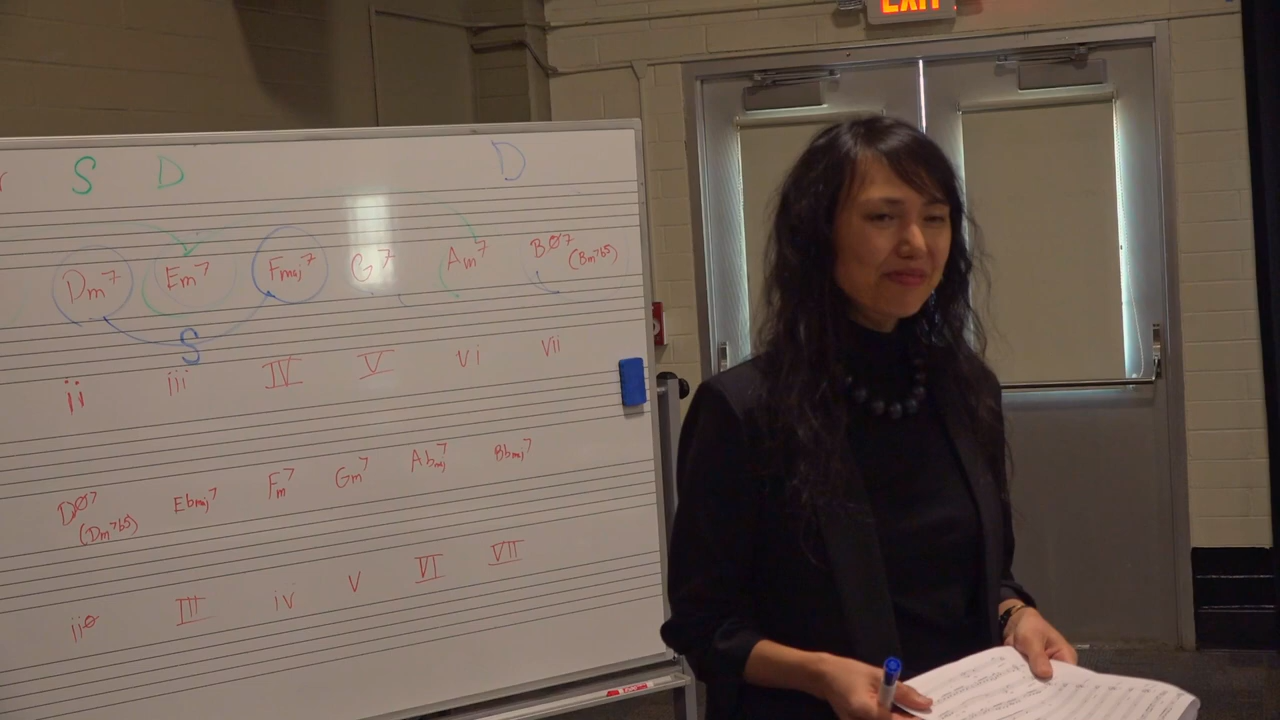 EXIT
S D D
Dm7 Em7 Fmaj7 G7 Am7 BØ7
(Bm7b5)
S
ii iii IV V vi vii
DØ7 Ebmaj7 Fm7 Gm7 Abmaj7 Bbmaj7
(Dm7b5)
iiø III iv v VI VII